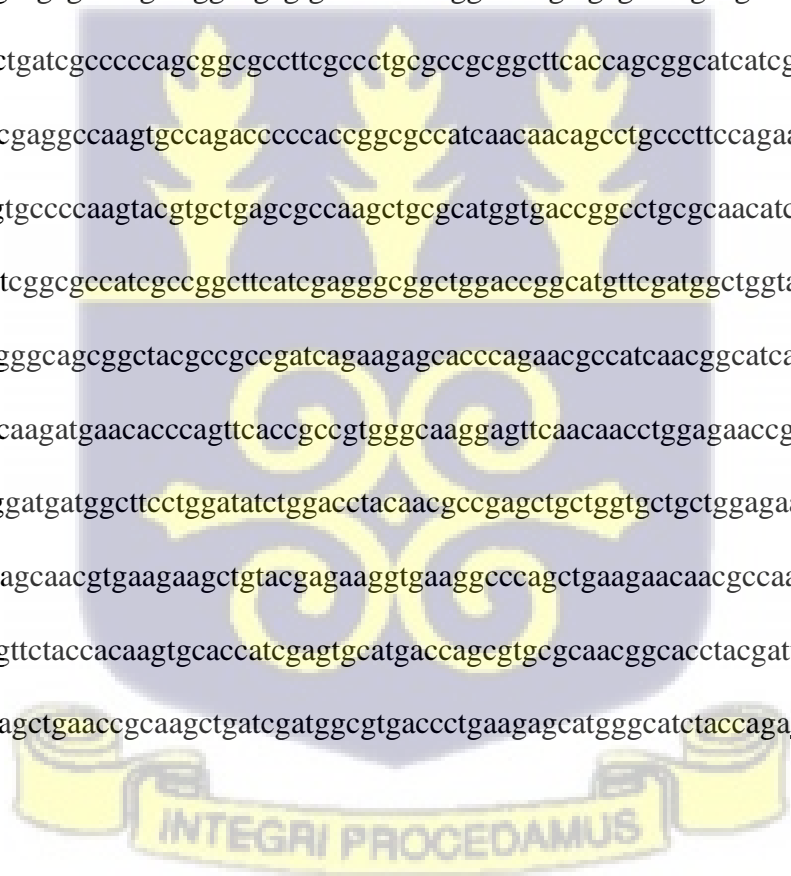 ctgatcgcccccagcggcgccttcgccctgcgccgcggcttcaccagcggcatcatcg
cgaggccaagtgccagacccccaccggcgccatcaacaacagcctgcccttccagaa
gtgccccaagtacgtgctgagcgccaagctgcgcatggtgaccggcctgcgcaacatc
tcggcgccatcgccggcttcatcgagggcggctggaccggcatgttcgatggctggta
gggcagcggctacgccgccgatcagaagagcacccagaacgccatcaacggcatca
caagatgaacacccagttcaccgccgtgggcaaggagttcaacaacctggagaaccg
ggatgatggcttcctggatatctggacctacaacgccgagctgctggtgctgctggagaa
agcaacgtgaagaagctgtacgagaaggtgaaggcccagctgaagaacaacgccaa
gttctaccacaagtgcaccatcgagtgcatgaccagcgtgcgcaacggcacctacgat
agctgaaccgcaagctgatcgatggcgtgaccctgaagagcatgggcatctaccaga
INTEGRI PROCEDAMUS